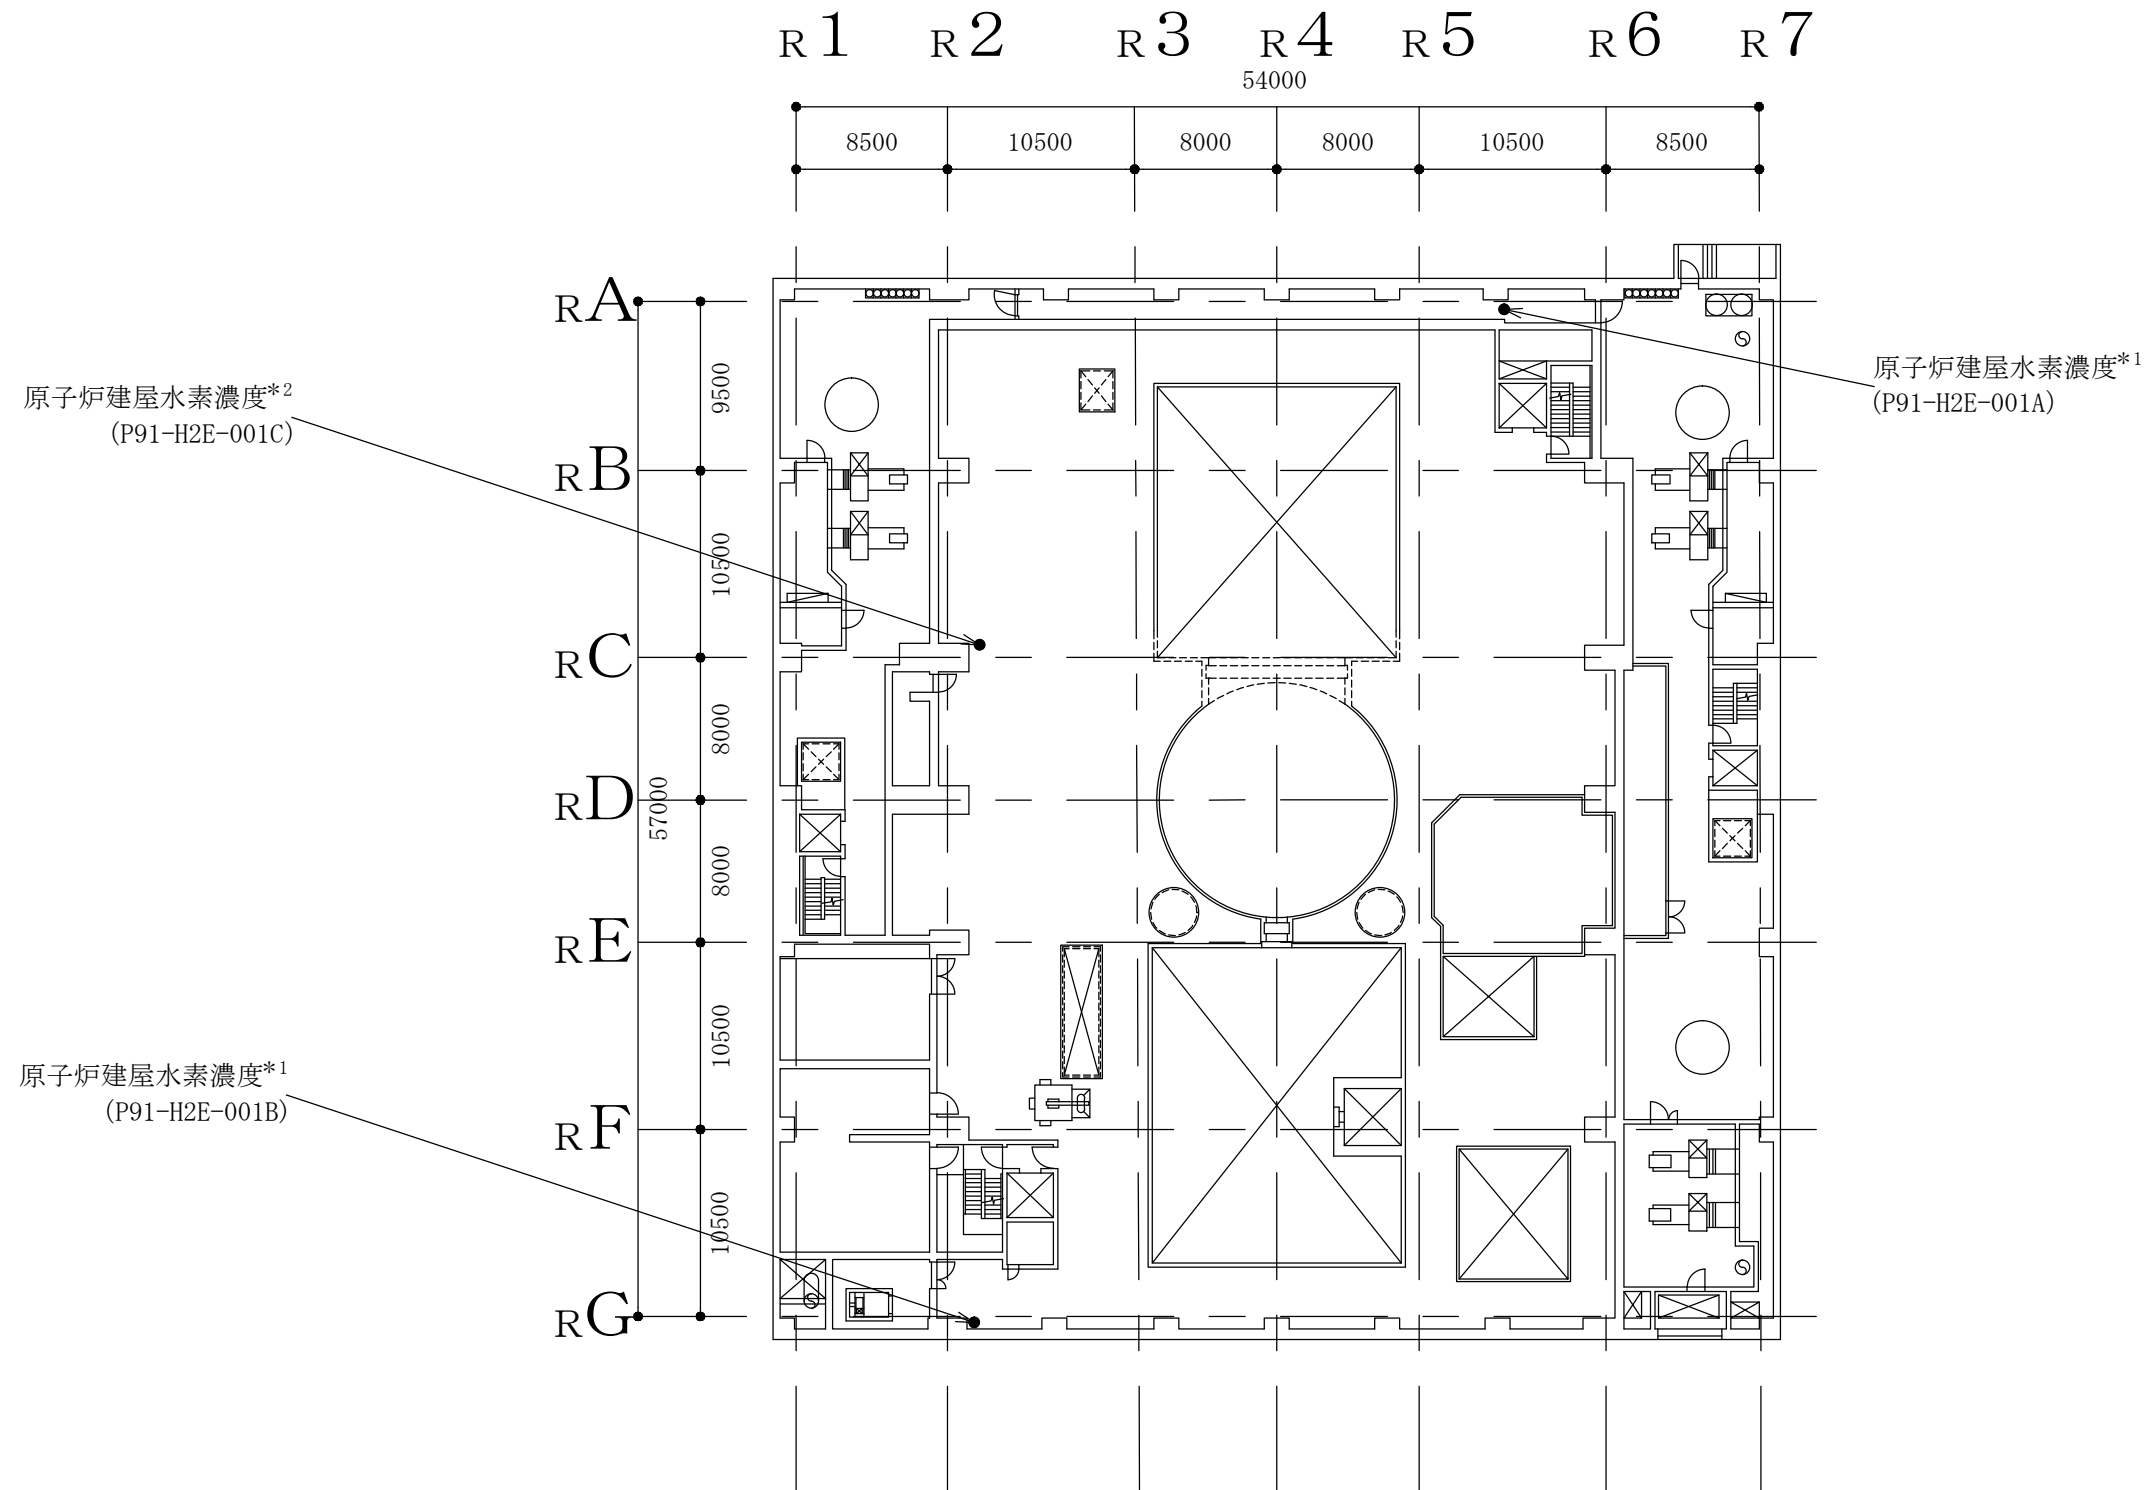 R1 R2 R3 R4 R5 R6 R7
54000
8500 10500 8000 8000 10500 8500
RA
9500
原子炉建屋水素濃度*1
(P91-H2E-001A)
原子炉建屋水素濃度*2
(P91-H2E-001C)
RB
10500
RC
8000
RD
57000
8000
RE
10500
原子炉建屋水素濃度*1
(P91-H2E-001B)
RF
10500
RG